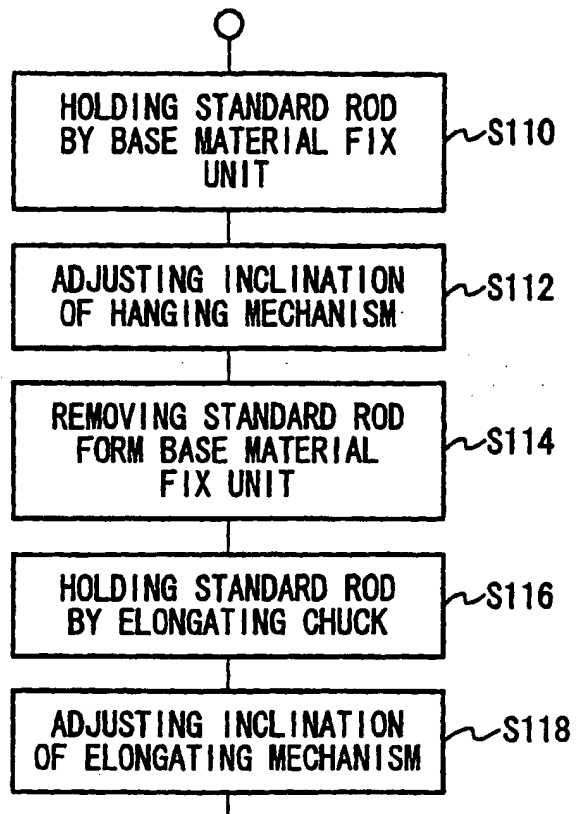 HOLDING STANDARD ROD
BY BASE MATERIAL FIX
UNIT
S110
ADJUSTING INCLINATION
OF HANGING MECHANISM
S112
REMOVING STANDARD ROD
FORM BASE MATERIAL
FIX UNIT
S114
HOLDING STANDARD ROD
BY ELONGATING CHUCK
S116
ADJUSTING INCLINATION
OF ELONGATING MECHANISM
S118